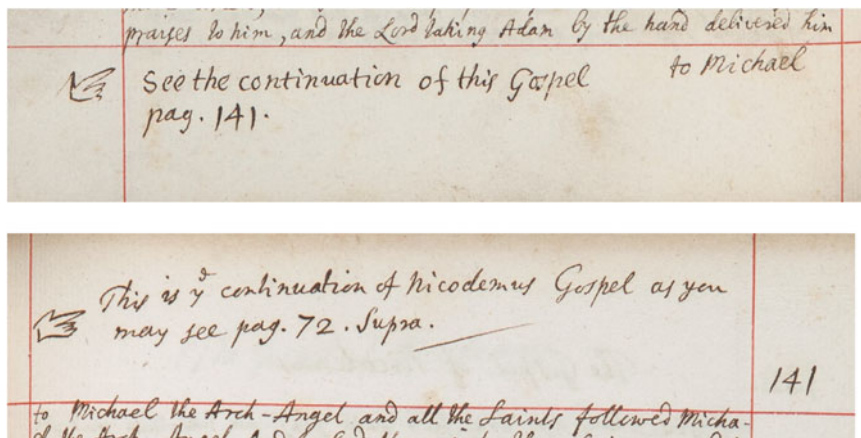 praises to him, and the Lord taking Adam by the hand delivered him
to Michael
See the continuation of this Gospel
pag. 141.
This is yᵉ continuation of Nicodemus Gospel as you
may see pag. 72. Supra.
141
to Michael the Arch-Angel and all the Saints followed Micha-